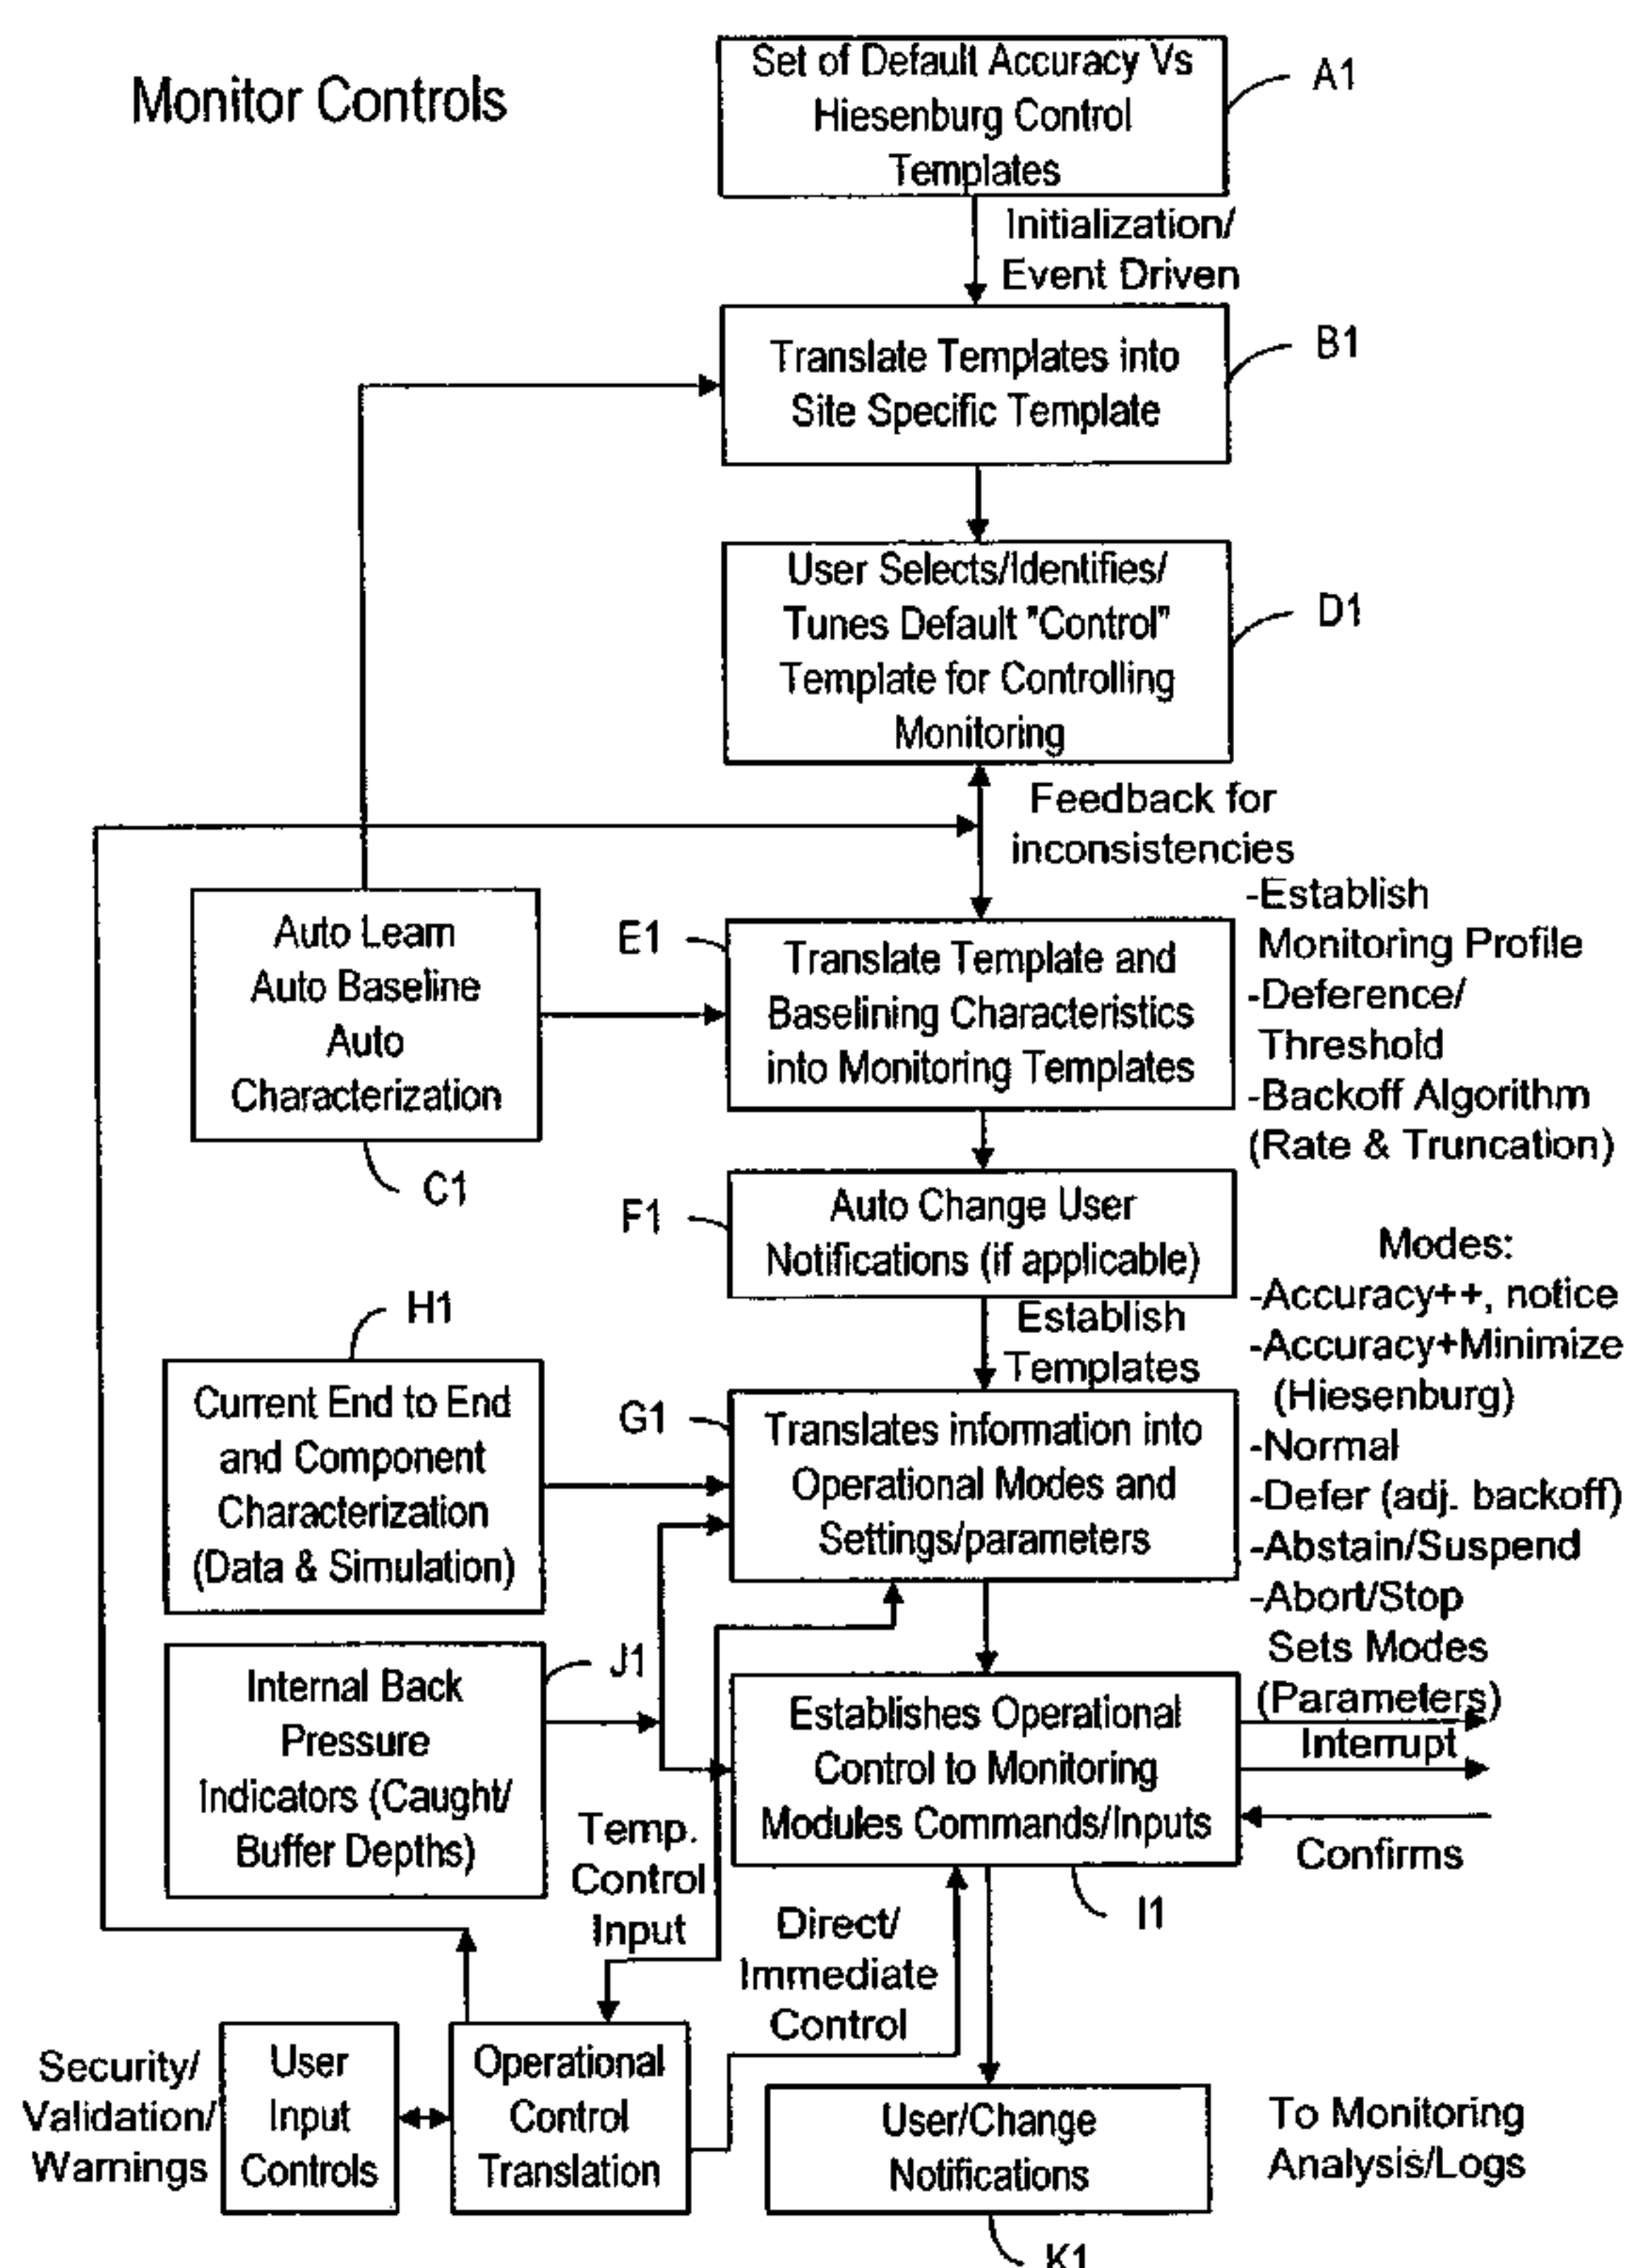 Monitor Controls
Set of Default Accuracy Vs
Hiesenburg Control
Templates
A1
Initialization/
Event Driven
Translate Templates into
Site Specific Template
B1
User Selects/Identifies/
Tunes Default "Control"
Template for Controlling
Monitoring
D1
Feedback for
inconsistencies
Auto Learn
Auto Baseline
Auto
Characterization
C1
E1
Translate Template and
Baselining Characteristics
into Monitoring Templates
-Establish
Monitoring Profile
-Deference/
Threshold
-Backoff Algorithm
(Rate & Truncation)
F1
Auto Change User
Notifications (if applicable)
Establish
Templates
Modes:
-Accuracy++, notice
-Accuracy+Minimize
(Hiesenburg)
-Normal
-Defer (adj. backoff)
-Abstain/Suspend
-Abort/Stop
H1
Current End to End
and Component
Characterization
(Data & Simulation)
G1
Translates information into
Operational Modes and
Settings/parameters
Sets Modes
(Parameters)
Interrupt
Confirms
Internal Back
Pressure
Indicators (Caught/
Buffer Depths)
J1
Establishes Operational
Control to Monitoring
Modules Commands/Inputs
I1
Temp.
Control
Input
Direct/
Immediate
Control
Security/
Validation/
Warnings
User
Input
Controls
Operational
Control
Translation
User/Change
Notifications
K1
To Monitoring
Analysis/Logs